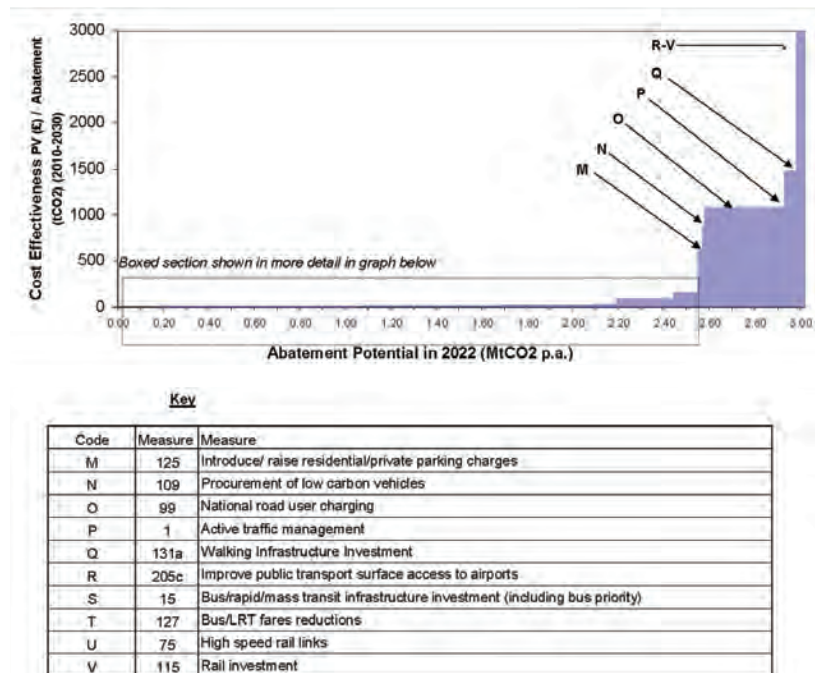 3000
2500
2000
1500
1000
500
0
Cost Effectiveness PV (£) / Abatement
(tCO2) (2010-2030)
R-V
Q
P
O
N
M
Boxed section shown in more detail in graph below
0.00 0.20 0.40 0.60 0.80 1.00 1.20 1.40 1.60 1.80 2.00 2.20 2.40 2.60 2.80 3.00
Abatement Potential in 2022 (MtCO2 p.a.)
Key
Code Measure Measure
M 125 Introduce/ raise residential/private parking charges
N 109 Procurement of low carbon vehicles
O 99 National road user charging
P 1 Active traffic management
Q 131a Walking Infrastructure Investment
R 205c Improve public transport surface access to airports
S 15 Bus/rapid/mass transit infrastructure investment (including bus priority)
T 127 Bus/LRT fares reductions
U 75 High speed rail links
V 115 Rail investment